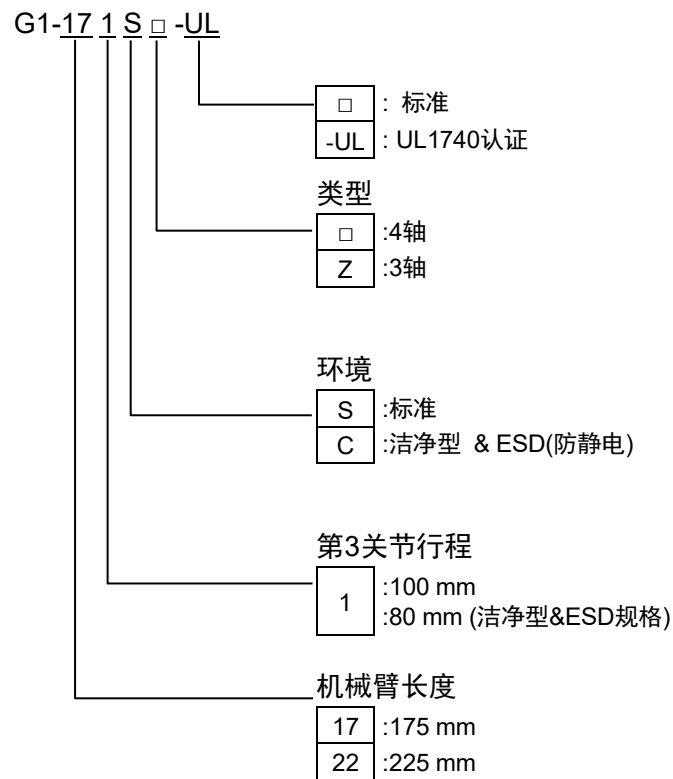 G1-17 1 S □ -UL
□ : 标准
-UL : UL1740认证
类型
□ :4轴
Z :3轴
环境
S :标准
C :洁净型 & ESD(防静电)
第3关节行程
1 :100 mm
:80 mm (洁净型&ESD规格)
机械臂长度
17 :175 mm
22 :225 mm